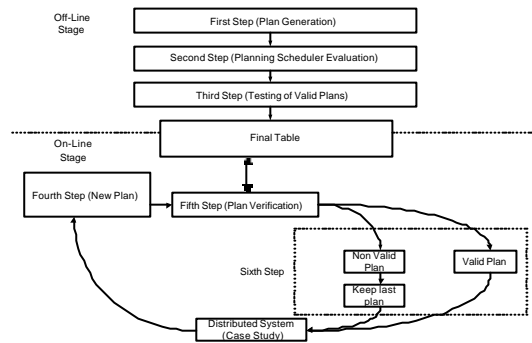 Off-Line
Stage
First Step (Plan Generation)
Second Step (Planning Scheduler Evaluation)
Third Step (Testing of Valid Plans)
Final Table
On-Line
Stage
Fourth Step (New Plan)
Fifth Step (Plan Verification)
Sixth Step
Non Valid
Plan
Valid Plan
Keep last
plan
Distributed System
(Case Study)